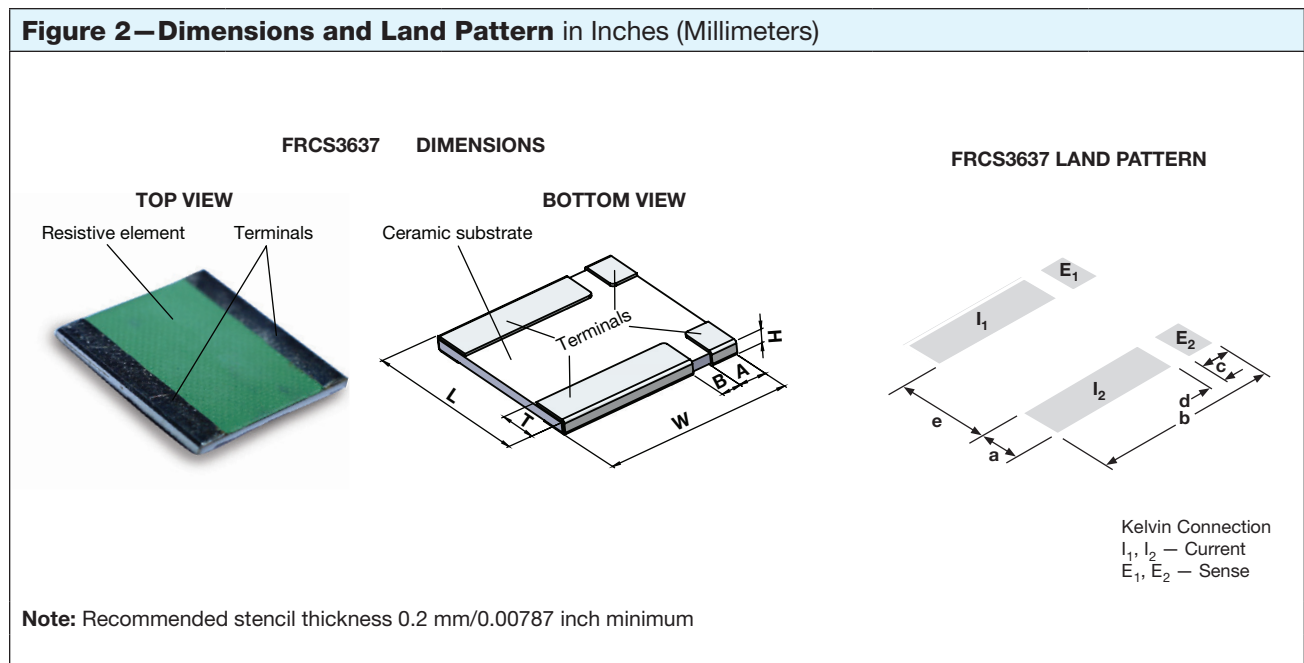 Figure 2—Dimensions and Land Pattern in Inches (Millimeters)
FRCS3637 DIMENSIONS
FRCS3637 LAND PATTERN
TOP VIEW
BOTTOM VIEW
Resistive element
Terminals
Ceramic substrate
Terminals
H
B
A
L
T
W
E₁
I₁
E₂
I₂
c
d
b
e
a
Kelvin Connection
I₁, I₂ — Current
E₁, E₂ — Sense
Note: Recommended stencil thickness 0.2 mm/0.00787 inch minimum